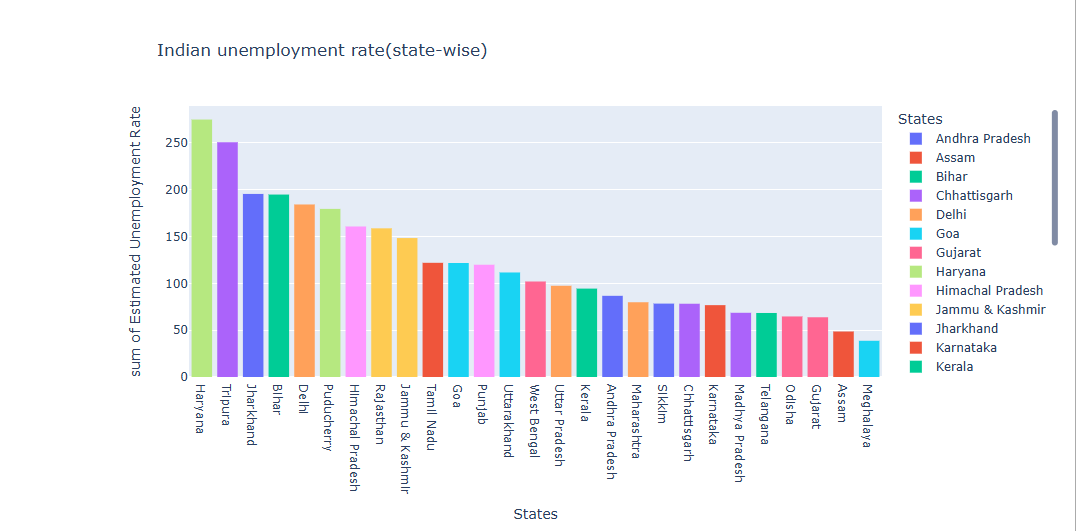 Indian unemployment rate(state-wise)
sum of Estimated Unemployment Rate
250
200
150
100
50
0
Haryana
Tripura
Jharkhand
Bihar
Delhi
Puducherry
Himachal Pradesh
Rajasthan
Jammu & Kashmir
Tamil Nadu
Goa
Punjab
Uttarakhand
West Bengal
Uttar Pradesh
Kerala
Andhra Pradesh
Maharashtra
Sikkim
Chhattisgarh
Karnataka
Madhya Pradesh
Telangana
Odisha
Gujarat
Assam
Meghalaya
States
States
Andhra Pradesh
Assam
Bihar
Chhattisgarh
Delhi
Goa
Gujarat
Haryana
Himachal Pradesh
Jammu & Kashmir
Jharkhand
Karnataka
Kerala